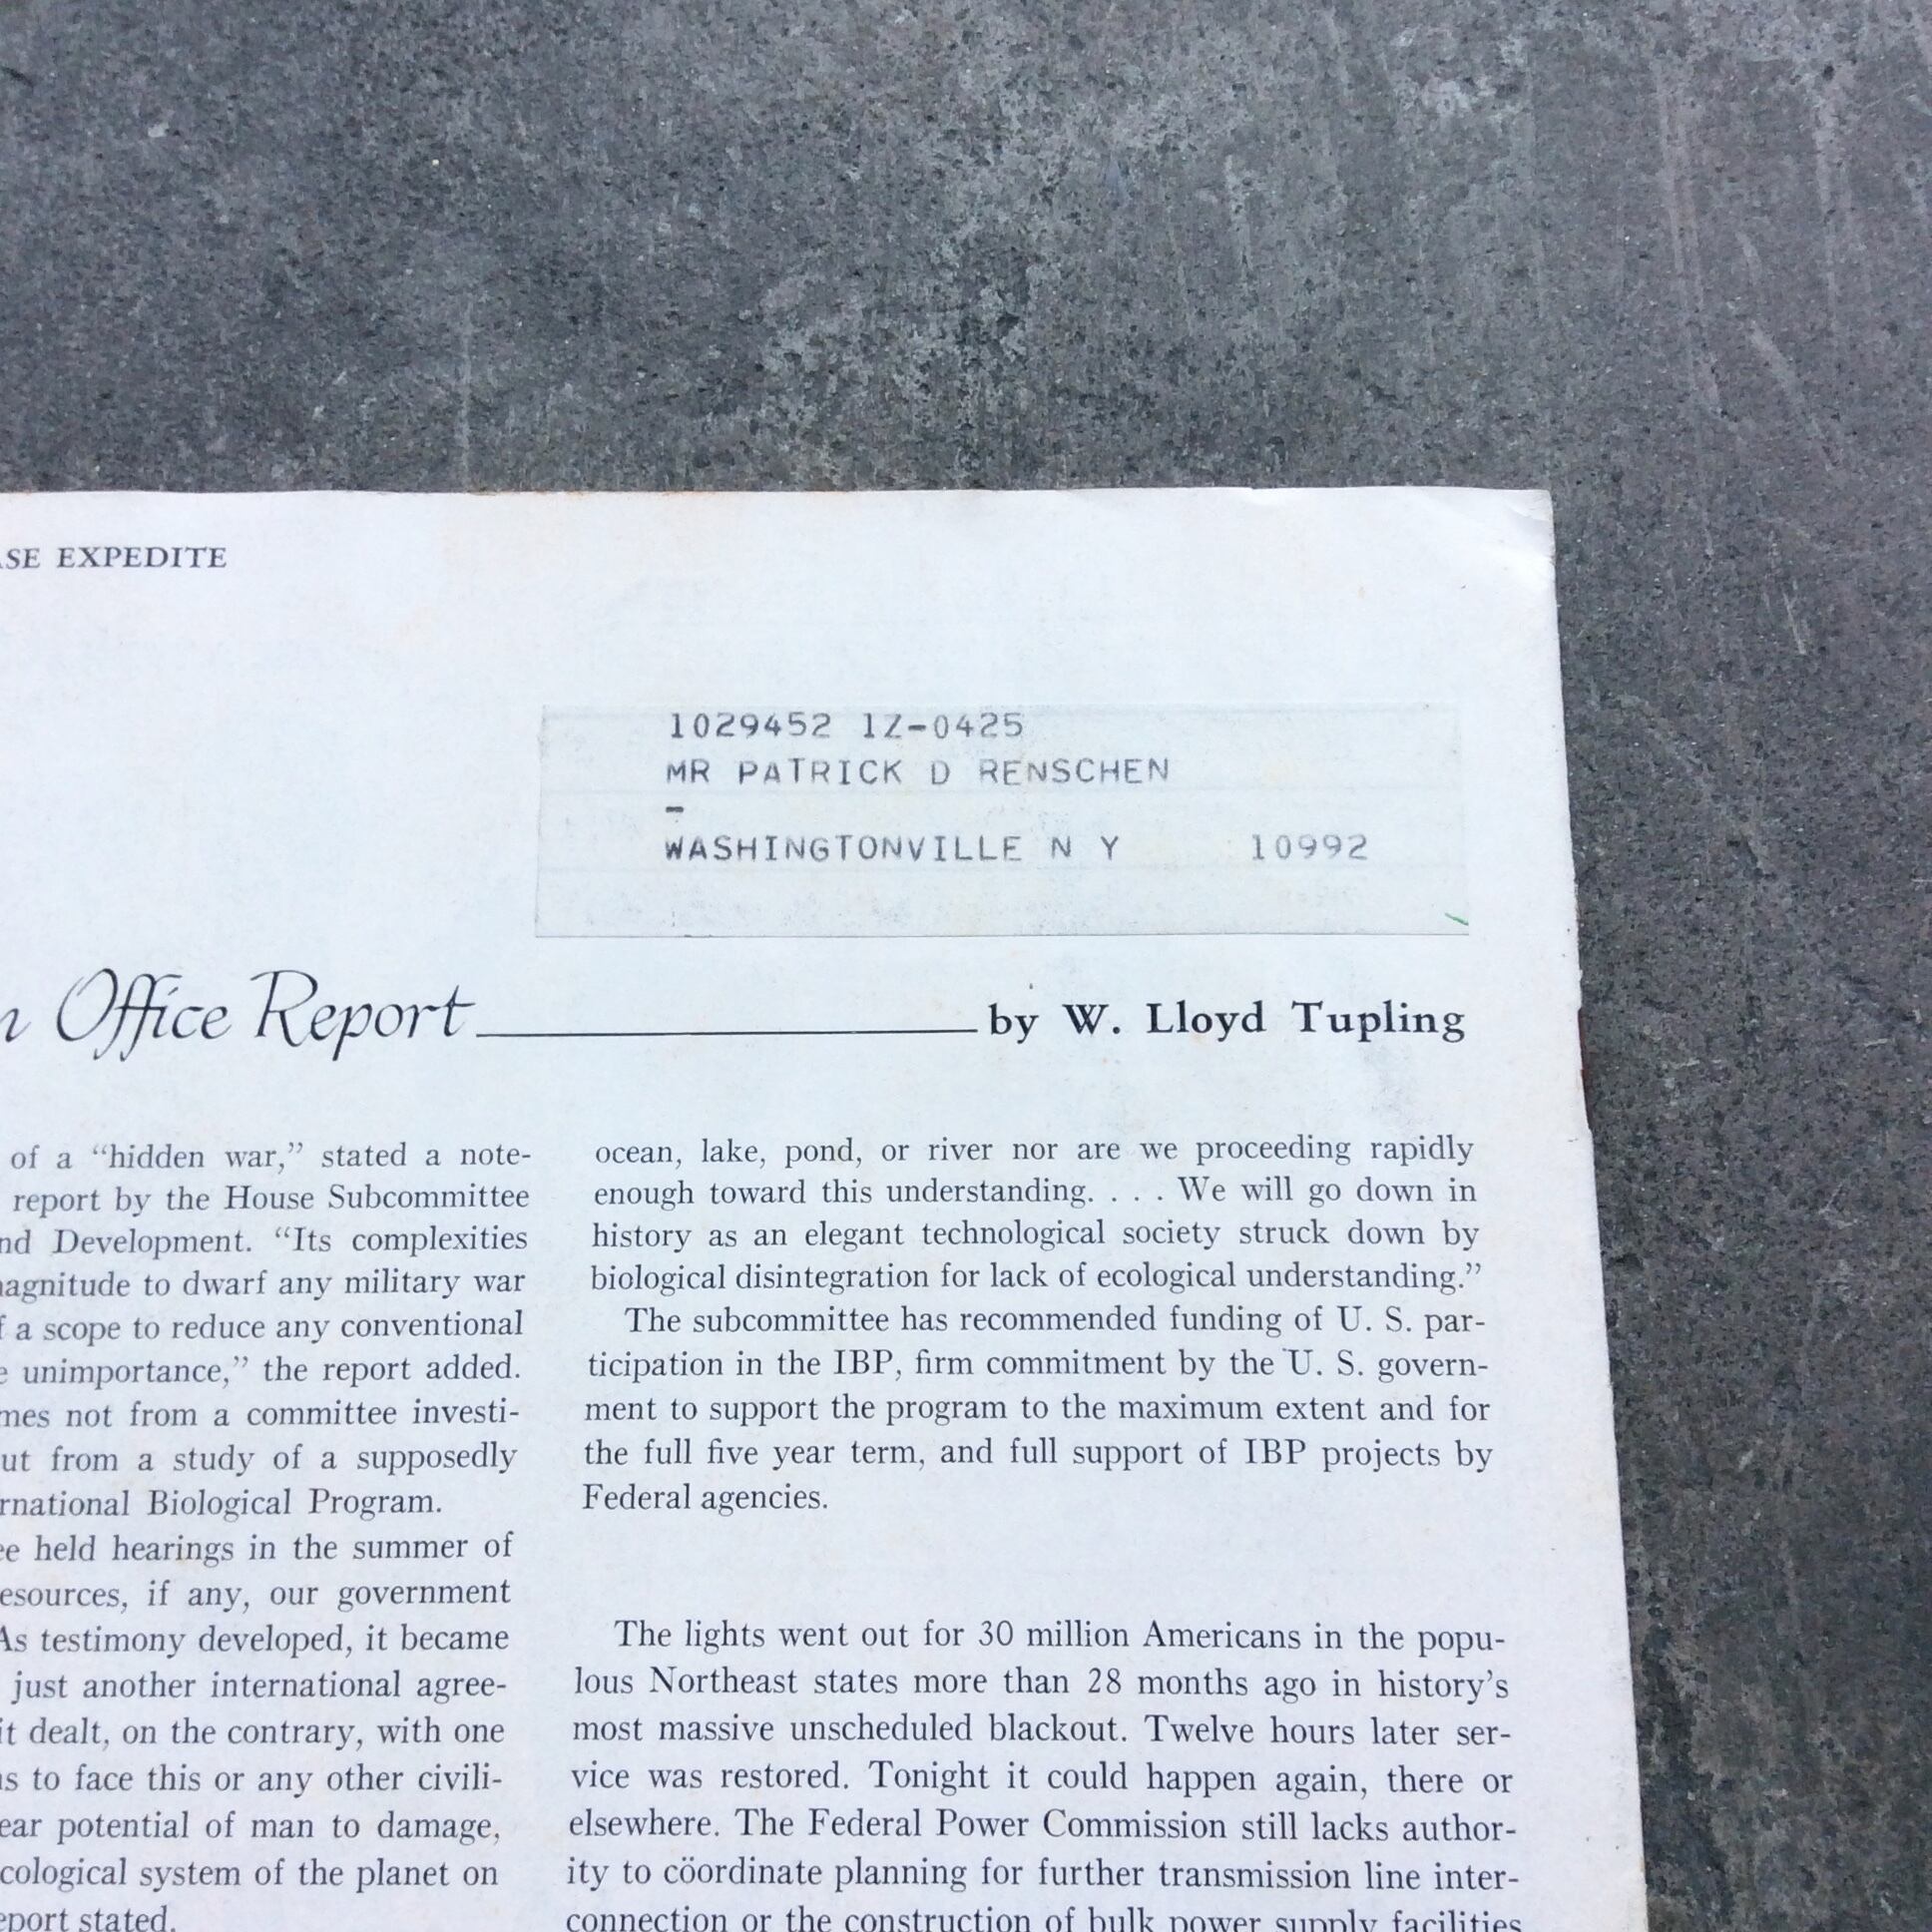 EXPEDITE
1029452 1Z-0425
MR PATRICK D RENSCHEN
-
WASHINGTONVILLE N Y 10992
Office Report by W. Lloyd Tupling
of a “hidden war,” stated a note-
report by the House Subcommittee
Development. “Its complexities
to dwarf any military war
a scope to reduce any conventional
unimportance,” the report added.
not from a committee investi-
from a study of a supposedly
Biological Program.
held hearings in the summer of
if any, our government
As testimony developed, it became
just another international agree-
it dealt, on the contrary, with one
to face this or any other civili-
potential of man to damage,
system of the planet on
stated.
ocean, lake, pond, or river nor are we proceeding rapidly
enough toward this understanding. . . . We will go down in
history as an elegant technological society struck down by
biological disintegration for lack of ecological understanding.”
The subcommittee has recommended funding of U. S. par-
ticipation in the IBP, firm commitment by the U. S. govern-
ment to support the program to the maximum extent and for
the full five year term, and full support of IBP projects by
Federal agencies.
The lights went out for 30 million Americans in the popu-
lous Northeast states more than 28 months ago in history’s
most massive unscheduled blackout. Twelve hours later ser-
vice was restored. Tonight it could happen again, there or
elsewhere. The Federal Power Commission still lacks author-
ity to cöordinate planning for further transmission line inter-
connection or the construction of bulk power supply facilities